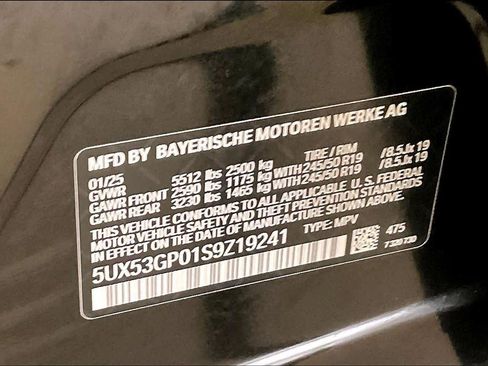 MFD BY BAYERISCHE MOTOREN WERKE AG
01/25 TIRE / RIM
GVWR 5512 lbs 2500 kg
GAWR FRONT 2590 lbs 1175 kg WITH 245/50 R19 / 8.5Jx19
GAWR REAR 3230 lbs 1465 kg WITH 245/50 R19 / 8.5Jx19
THIS VEHICLE CONFORMS TO ALL APPLICABLE U.S. FEDERAL
MOTOR VEHICLE SAFETY AND THEFT PREVENTION STANDARDS
IN EFFECT ON THE DATE OF MANUFACTURE SHOWN ABOVE.
5UX53GP01S9Z19241 TYPE: MPV
475
7 320 730